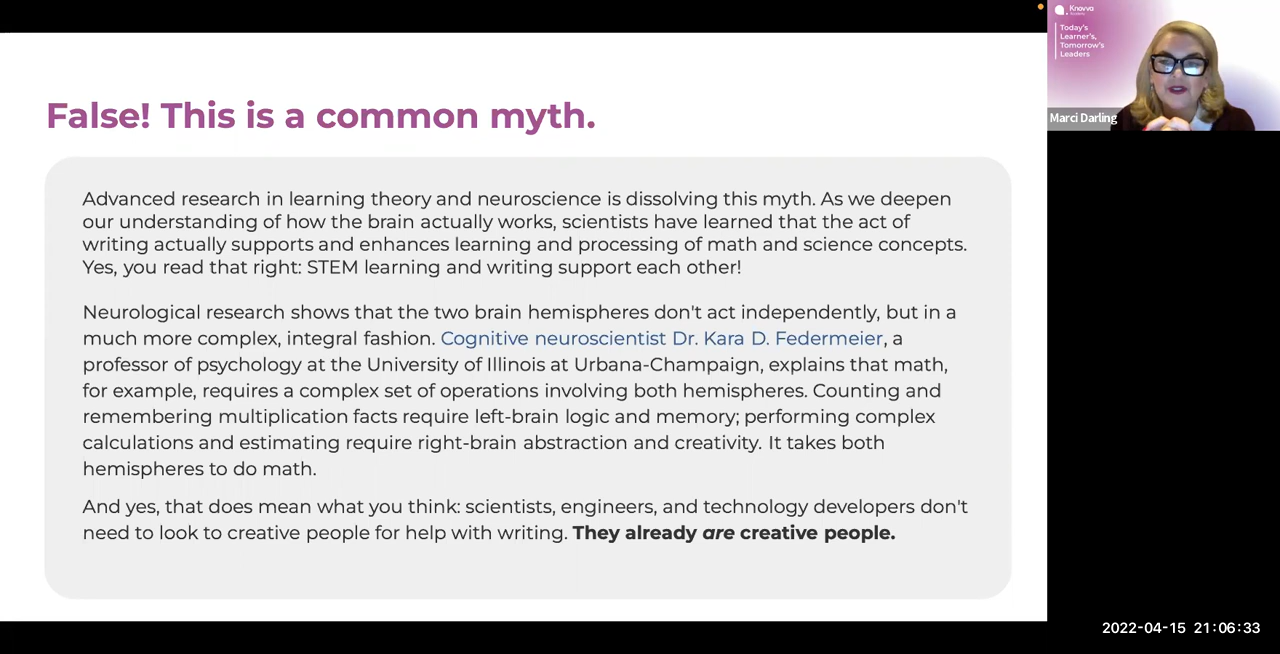 False! This is a common myth.
Advanced research in learning theory and neuroscience is dissolving this myth. As we deepen
our understanding of how the brain actually works, scientists have learned that the act of
writing actually supports and enhances learning and processing of math and science concepts.
Yes, you read that right: STEM learning and writing support each other!
Neurological research shows that the two brain hemispheres don't act independently, but in a
much more complex, integral fashion. Cognitive neuroscientist Dr. Kara D. Federmeier, a
professor of psychology at the University of Illinois at Urbana-Champaign, explains that math,
for example, requires a complex set of operations involving both hemispheres. Counting and
remembering multiplication facts require left-brain logic and memory; performing complex
calculations and estimating require right-brain abstraction and creativity. It takes both
hemispheres to do math.
And yes, that does mean what you think: scientists, engineers, and technology developers don't
need to look to creative people for help with writing. They already are creative people.
Knovva
Academy
Today's
Learner's,
Tomorrow's
Leaders
Marci Darling
2022-04-15 21:06:33